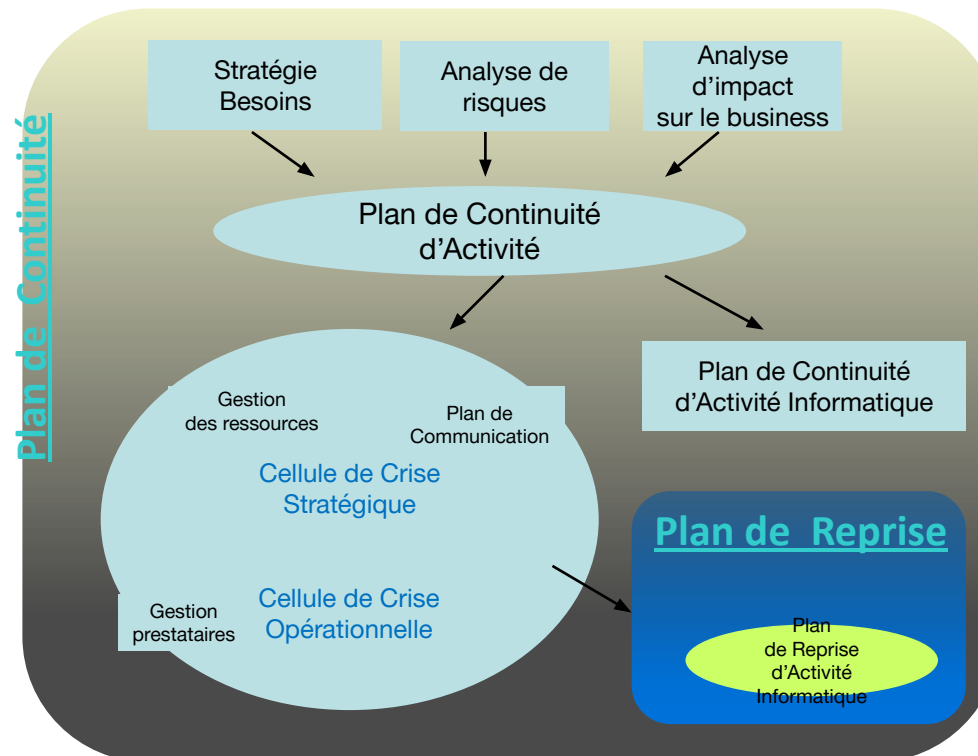 Plan de Continuité
Stratégie
Besoins
Analyse de
risques
Analyse
d’impact
sur le business
Plan de Continuité
d’Activité
Plan de Continuité
d’Activité Informatique
Gestion
des ressources
Plan de
Communication
Cellule de Crise
Stratégique
Gestion
prestataires
Cellule de Crise
Opérationnelle
Plan de Reprise
Plan
de Reprise
d’Activité
Informatique